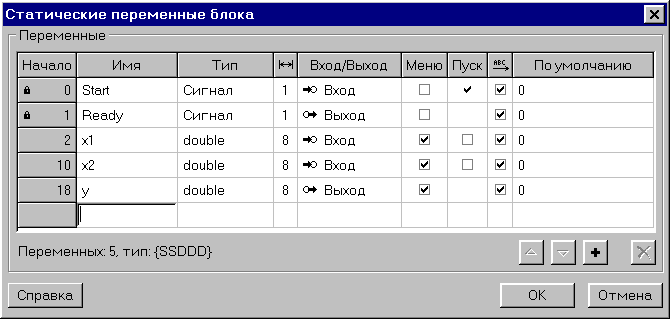 Статические переменные блока
Переменные
Начало Имя Тип Вход/Выход Меню Пуск ABC По умолчанию
0 Start Сигнал 1 Вход 0
1 Ready Сигнал 1 Выход 0
2 x1 double 8 Вход 0
10 x2 double 8 Вход 0
18 y double 8 Выход 0
Переменных: 5, тип: {SSDDD}
Справка OK Отмена